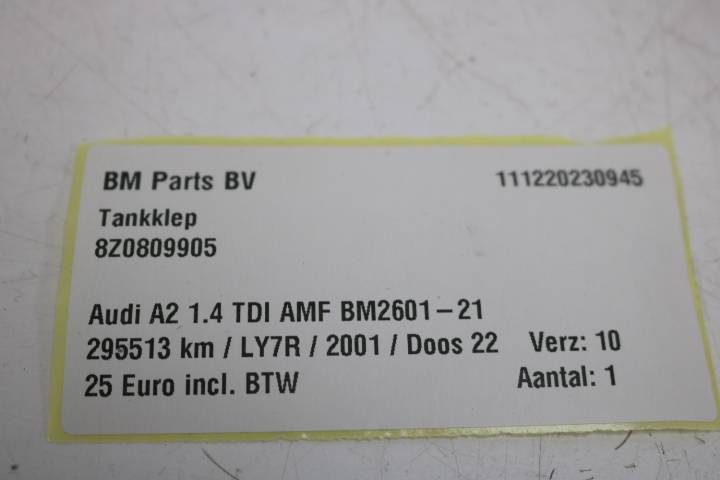 BM Parts BV 111220230945
Tankklep
8Z0809905
Audi A2 1.4 TDI AMF BM2601-21
295513 km / LY7R / 2001 / Doos 22 Verz: 10
25 Euro incl. BTW Aantal: 1